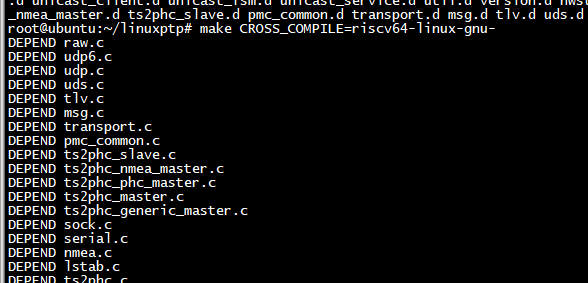 .d unicast_client.d unicast_fsm.d unicast_service.d util.d version.d
_nmea_master.d ts2phc_slave.d pmc_common.d transport.d msg.d tlv.d uds.d
root@ubuntu:~/linuxptp# make CROSS_COMPILE=riscv64-linux-gnu-
DEPEND raw.c
DEPEND udp6.c
DEPEND udp.c
DEPEND uds.c
DEPEND tlv.c
DEPEND msg.c
DEPEND transport.c
DEPEND pmc_common.c
DEPEND ts2phc_slave.c
DEPEND ts2phc_nmea_master.c
DEPEND ts2phc_phc_master.c
DEPEND ts2phc_master.c
DEPEND ts2phc_generic_master.c
DEPEND sock.c
DEPEND serial.c
DEPEND nmea.c
DEPEND lstab.c
DEPEND ts2phc.c